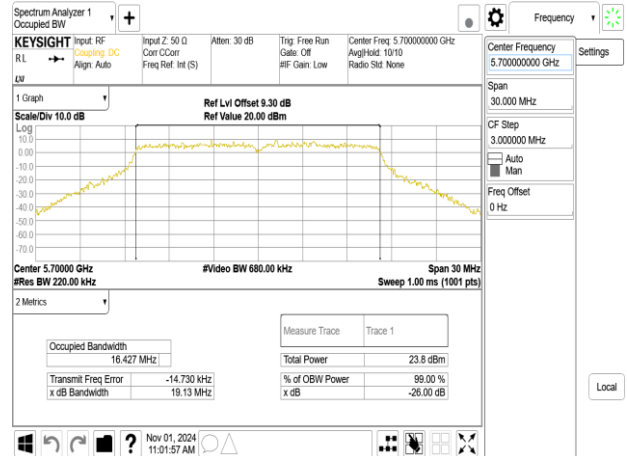 Spectrum Analyzer 1
Occupied BW
Frequency
KEYSIGHT
RL
LW
Input: RF
Coupling: DC
Align: Auto
Input Z: 50 Ω
Corr CCorr
Freq Ref: Int (S)
Atten: 30 dB
Trig: Free Run
Gate: Off
#IF Gain: Low
Center Freq: 5.700000000 GHz
Avg|Hold: 10/10
Radio Std: None
Center Frequency
5.700000000 GHz
Settings
Span
30.000 MHz
CF Step
3.000000 MHz
Auto
Man
Freq Offset
0 Hz
1 Graph
Scale/Div 10.0 dB
Ref Lvl Offset 9.30 dB
Ref Value 20.00 dBm
Log
10.0
0.00
-10.0
-20.0
-30.0
-40.0
-50.0
-60.0
-70.0
Center 5.70000 GHz
#Res BW 220.00 kHz
#Video BW 680.00 kHz
Span 30 MHz
Sweep 1.00 ms (1001 pts)
2 Metrics
Measure Trace Trace 1
Occupied Bandwidth
16.427 MHz
Total Power 23.8 dBm
Transmit Freq Error -14.730 kHz
% of OBW Power 99.00 %
x dB Bandwidth 19.13 MHz
x dB -26.00 dB
Local
Nov 01, 2024
11:01:57 AM